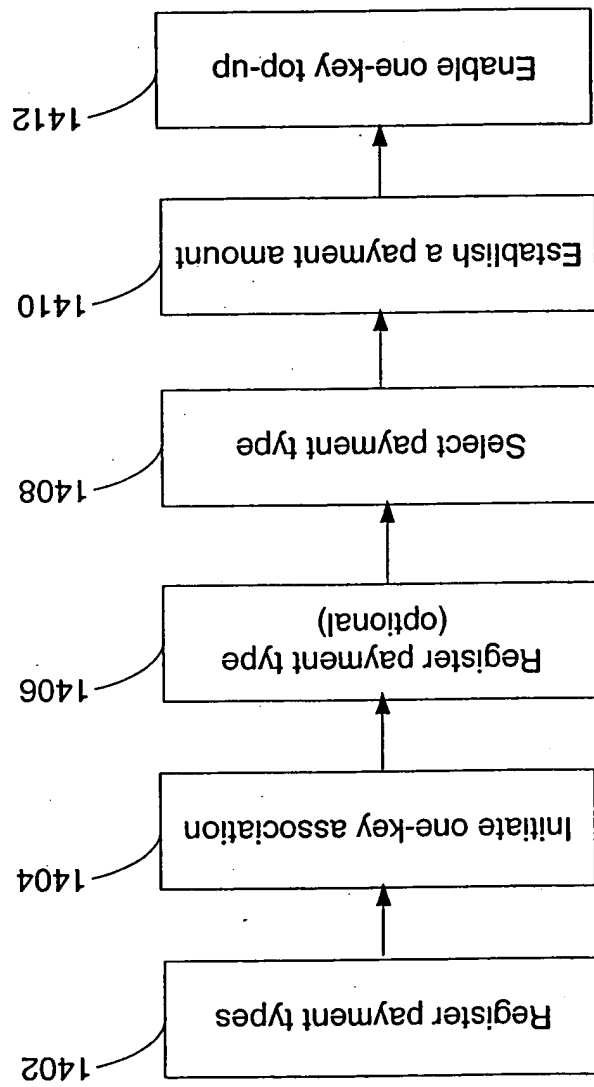 1402
Register payment types
1404
Initiate one-key association
1406
Register payment type
(optional)
1408
Select payment type
1410
Establish a payment amount
1412
Enable one-key top-up